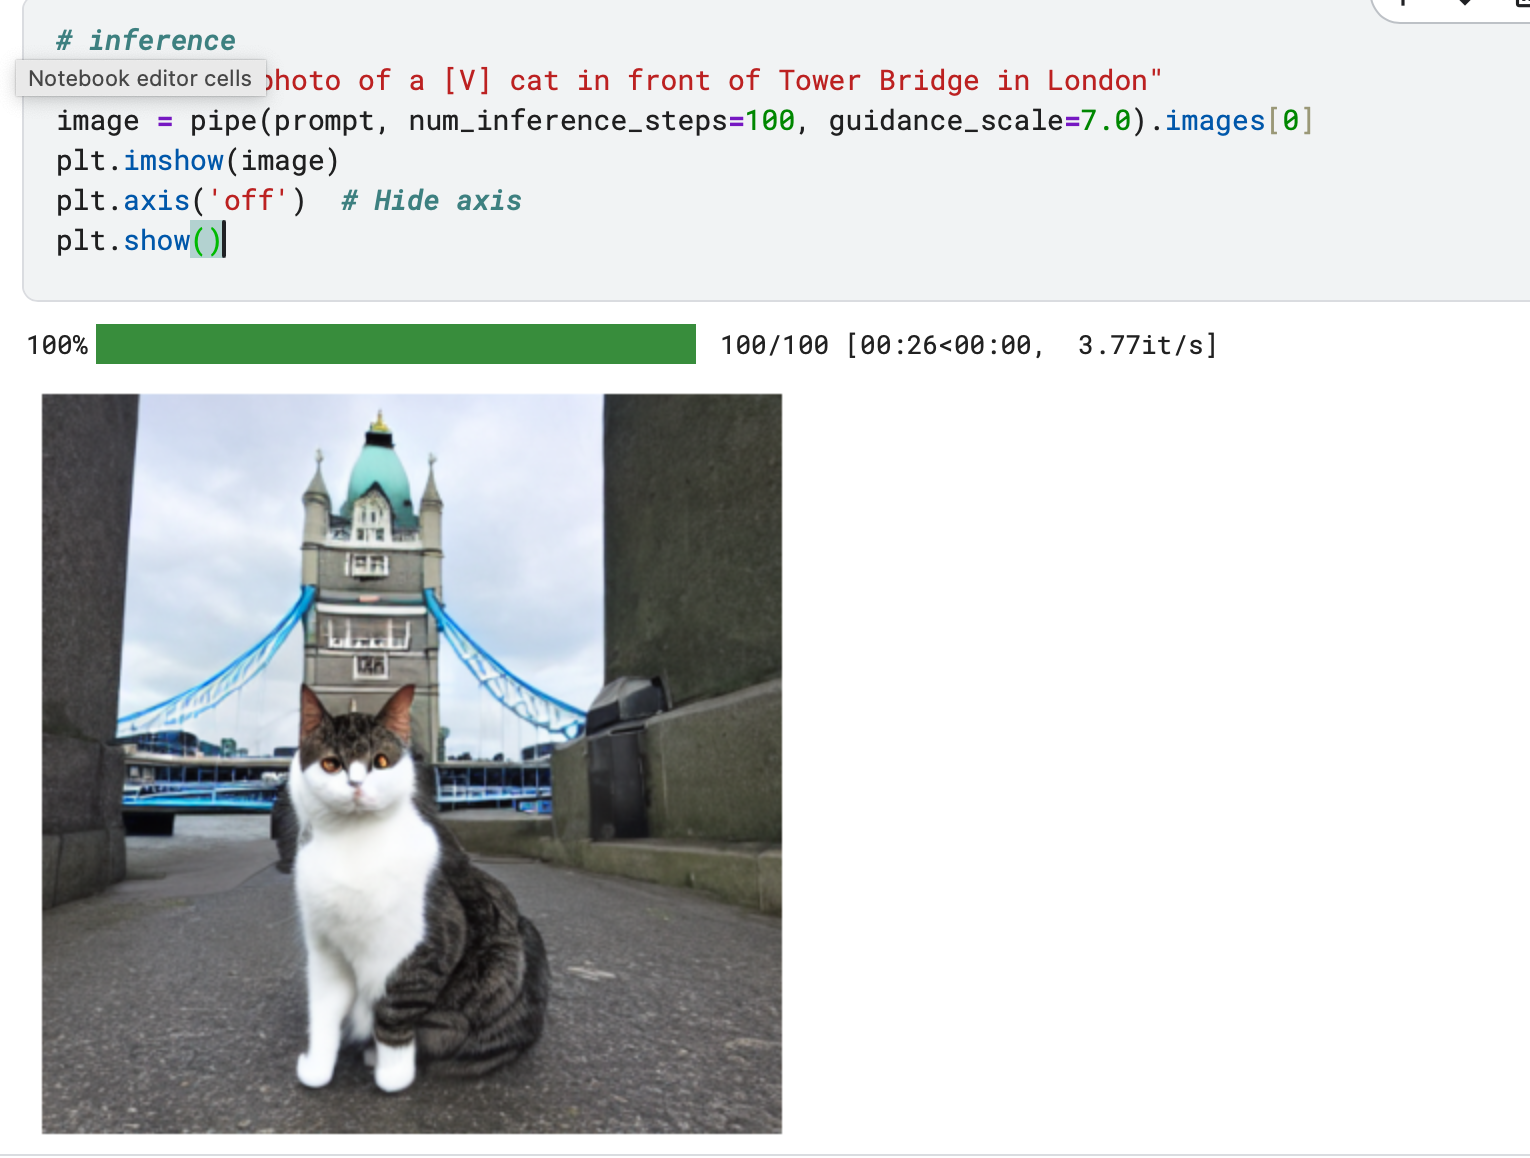 # inference
Notebook editor cells photo of a [V] cat in front of Tower Bridge in London"
image = pipe(prompt, num_inference_steps=100, guidance_scale=7.0).images[0]
plt.imshow(image)
plt.axis('off')  # Hide axis
plt.show()
100% 100/100 [00:26<00:00,  3.77it/s]